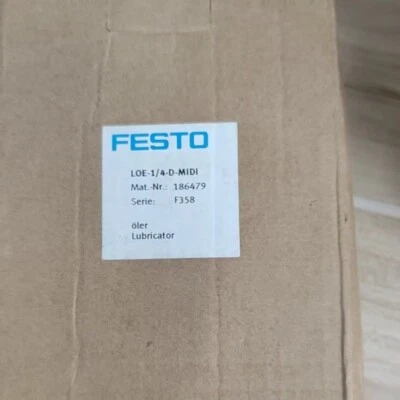 FESTO
LOE-1/4-D-MIDI
Mat.-Nr.: 186479
Serie: F358
öler
Lubricator